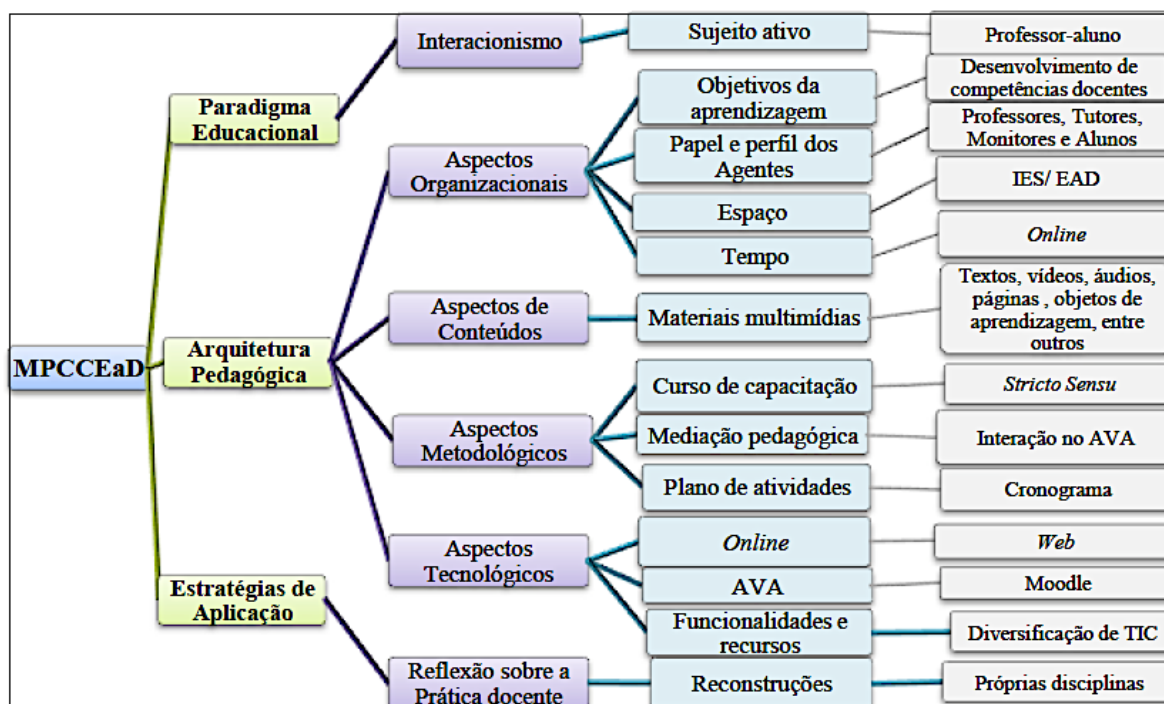 MPCCEaD
Paradigma
Educacional
Interacionismo
Sujeito ativo
Professor-aluno
Arquitetura
Pedagógica
Aspectos
Organizacionais
Objetivos da
aprendizagem
Desenvolvimento de
competências docentes
Papel e perfil dos
Agentes
Professores, Tutores,
Monitores e Alunos
Espaço
IES/ EAD
Tempo
Online
Aspectos de
Conteúdos
Materiais multimídias
Textos, vídeos, áudios,
páginas , objetos de
aprendizagem, entre
outros
Aspectos
Metodológicos
Curso de capacitação
Stricto Sensu
Mediação pedagógica
Interação no AVA
Plano de atividades
Cronograma
Aspectos
Tecnológicos
Online
Web
AVA
Moodle
Funcionalidades e
recursos
Diversificação de TIC
Estratégias de
Aplicação
Reflexão sobre a
Prática docente
Reconstruções
Próprias disciplinas